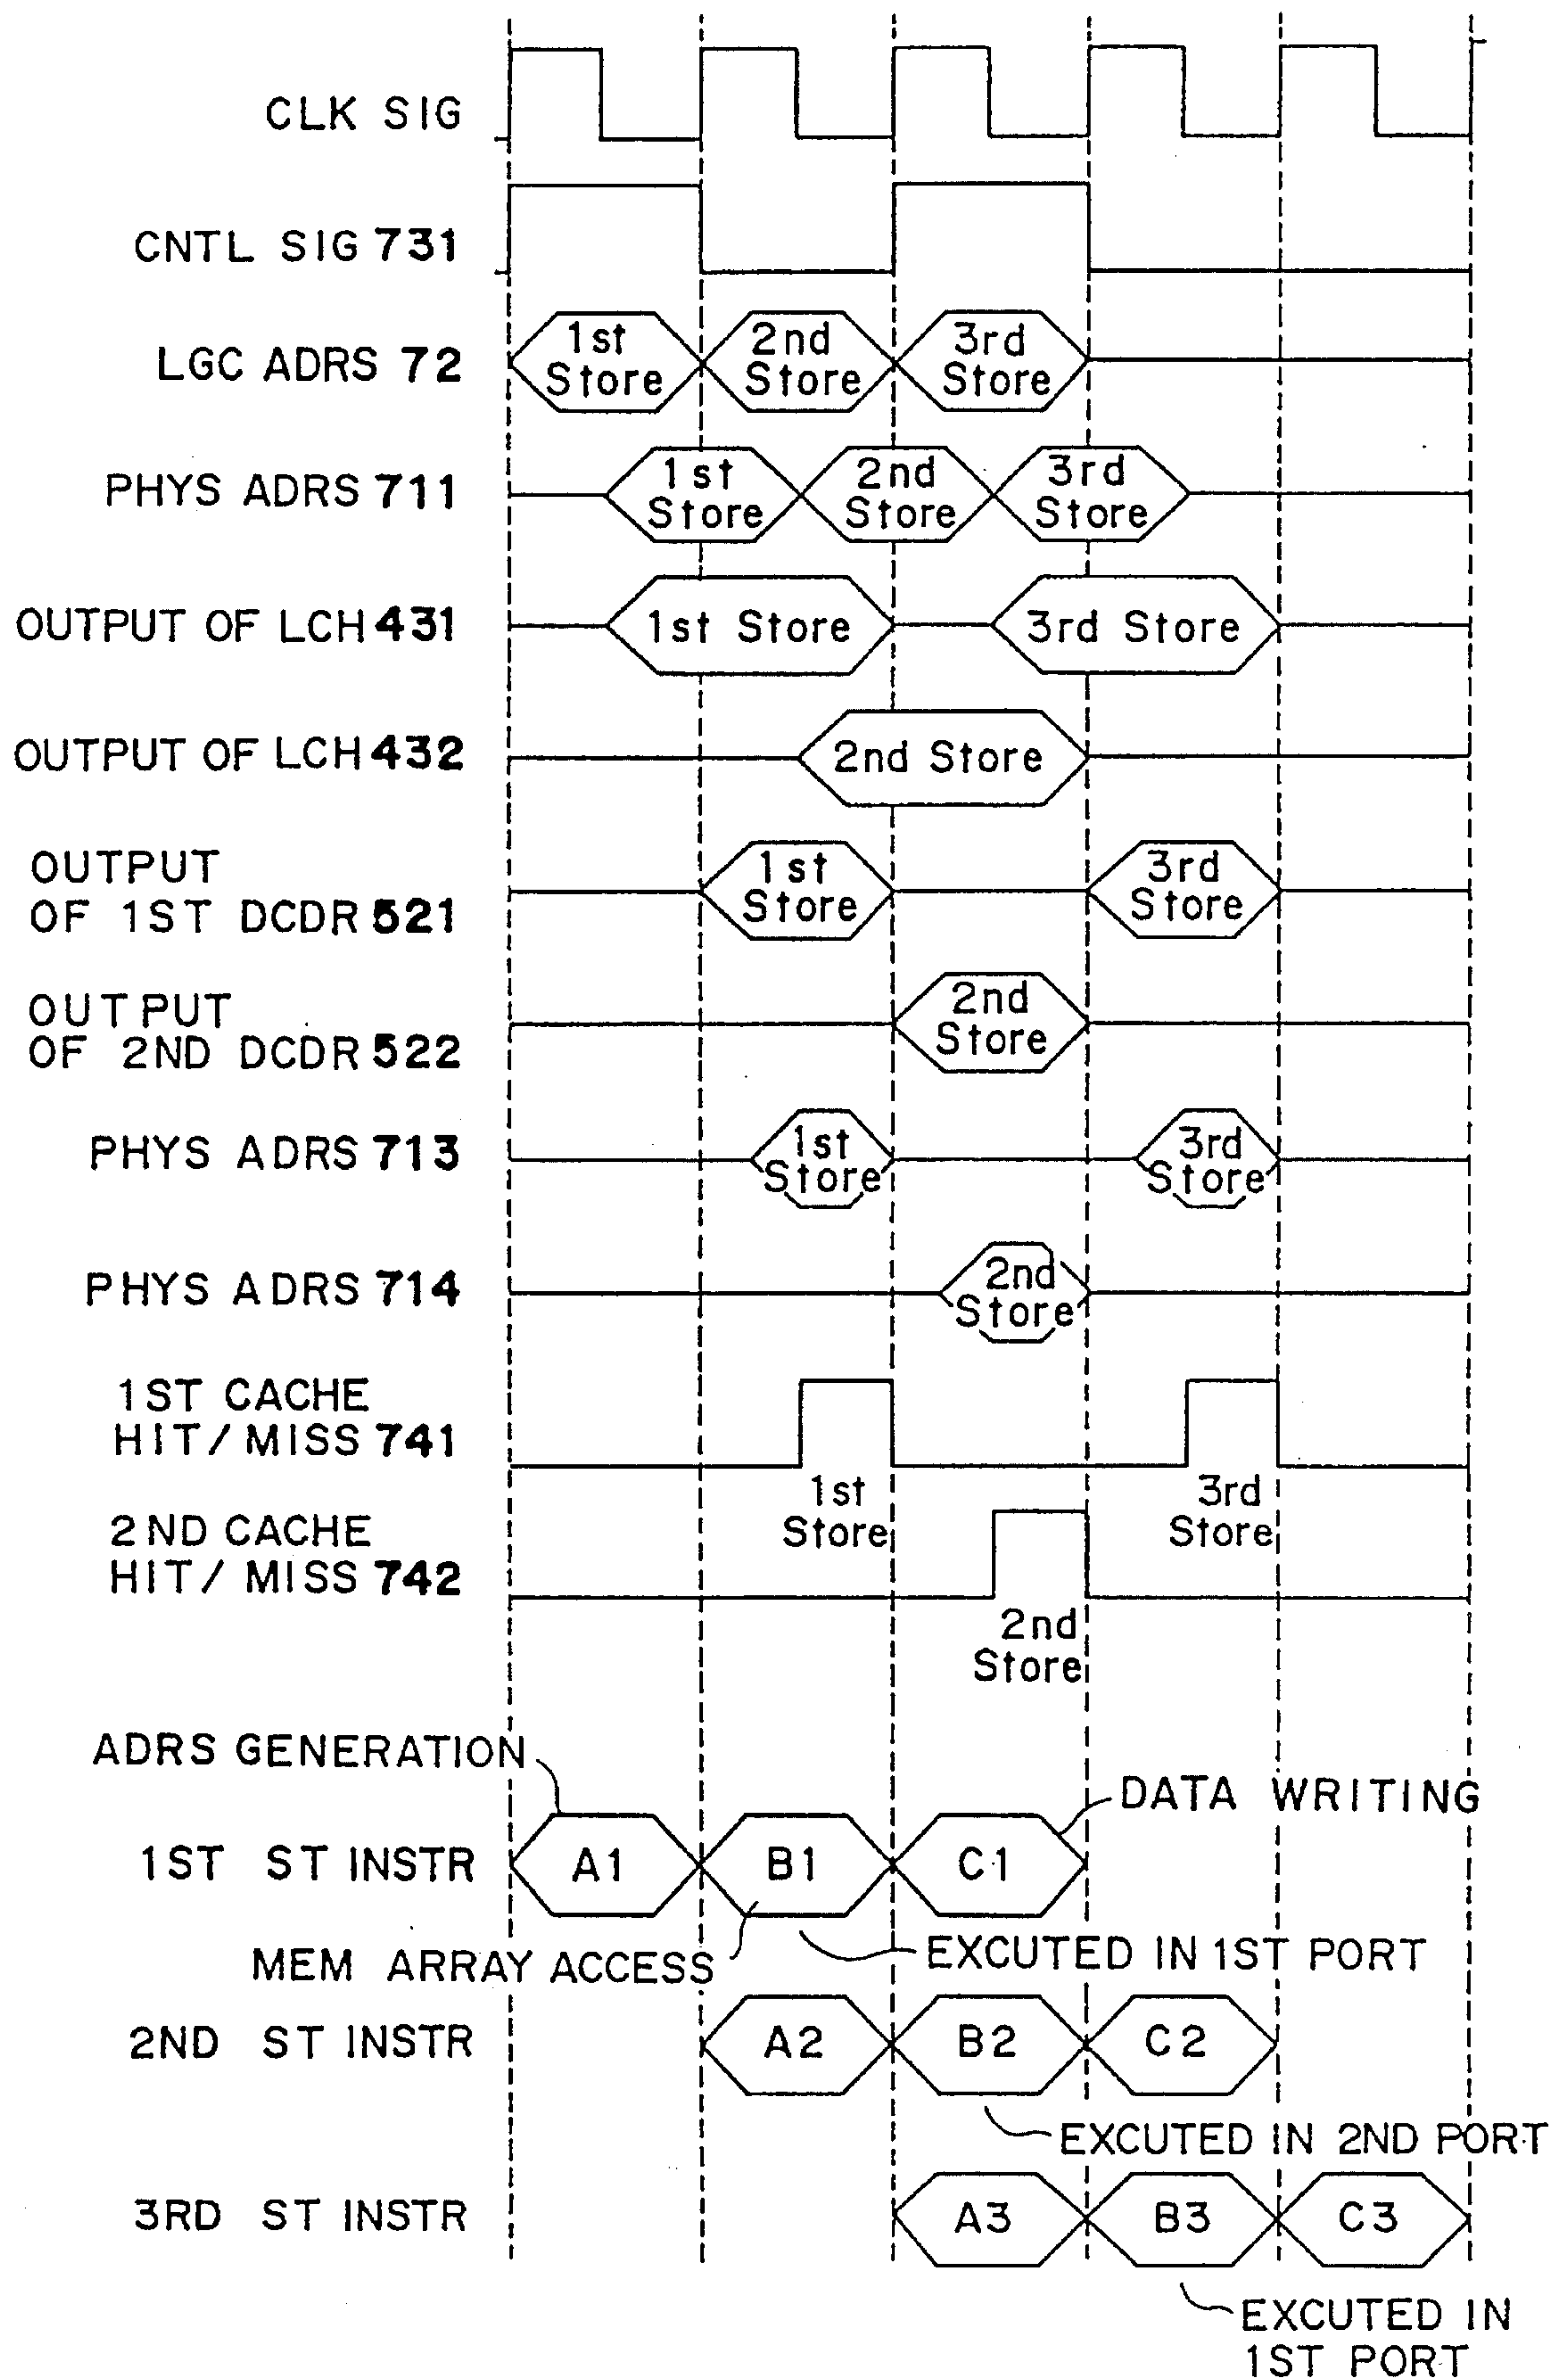 CLK SIG
CNTL SIG 731
LGC ADRS 72
1st Store
2nd Store
3rd Store
PHYS ADRS 711
1st Store
2nd Store
3rd Store
OUTPUT OF LCH 431
1st Store
3rd Store
OUTPUT OF LCH 432
2nd Store
OUTPUT
OF 1ST DCDR 521
1st Store
3rd Store
OUTPUT
OF 2ND DCDR 522
2nd Store
PHYS ADRS 713
1st Store
3rd Store
PHYS ADRS 714
2nd Store
1ST CACHE
HIT/MISS 741
1st Store
3rd Store
2ND CACHE
HIT/MISS 742
2nd Store
ADRS GENERATION
DATA WRITING
1ST ST INSTR
A1
B1
C1
MEM ARRAY ACCESS
EXCUTED IN 1ST PORT
2ND ST INSTR
A2
B2
C2
EXCUTED IN 2ND PORT
3RD ST INSTR
A3
B3
C3
EXCUTED IN
1ST PORT